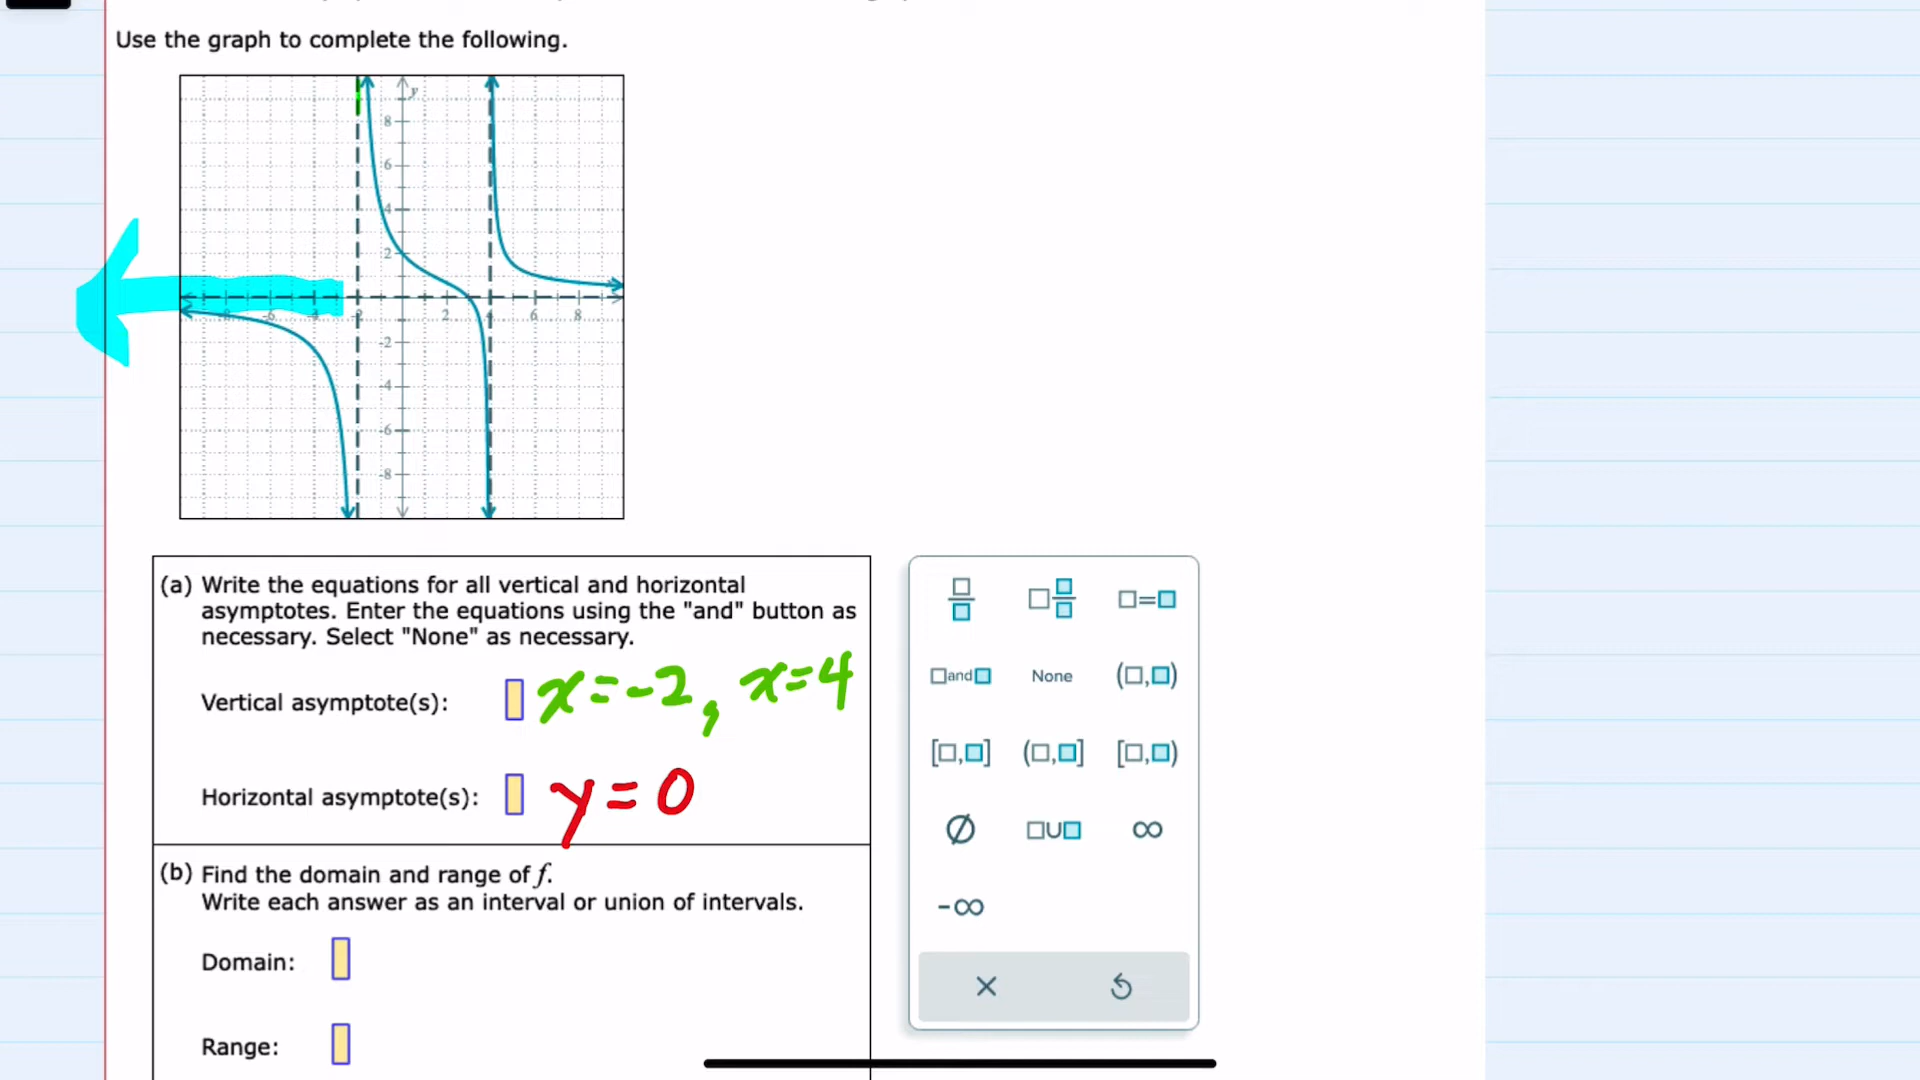 Use the graph to complete the following.
y
8
6
4
2
-8 -6 -4 -2 2 4 6 8
-2
-4
-6
-8
(a) Write the equations for all vertical and horizontal
asymptotes. Enter the equations using the "and" button as
necessary. Select "None" as necessary.
Vertical asymptote(s): x=-2, x=4
Horizontal asymptote(s): y=0
(b) Find the domain and range of f.
Write each answer as an interval or union of intervals.
Domain:
Range:
□=□
□and□ None (□,□)
[□,□] (□,□] [□,□)
∅ □∪□ ∞
-∞